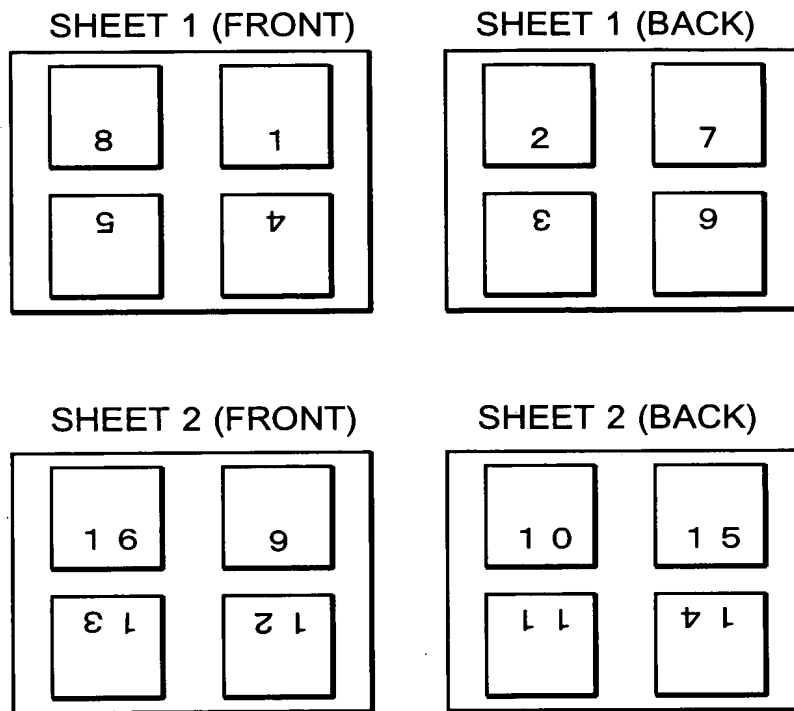 SHEET 1 (FRONT) SHEET 1 (BACK)
8 1 2 7
5 4 3 6
SHEET 2 (FRONT) SHEET 2 (BACK)
16 9 10 15
13 12 11 14